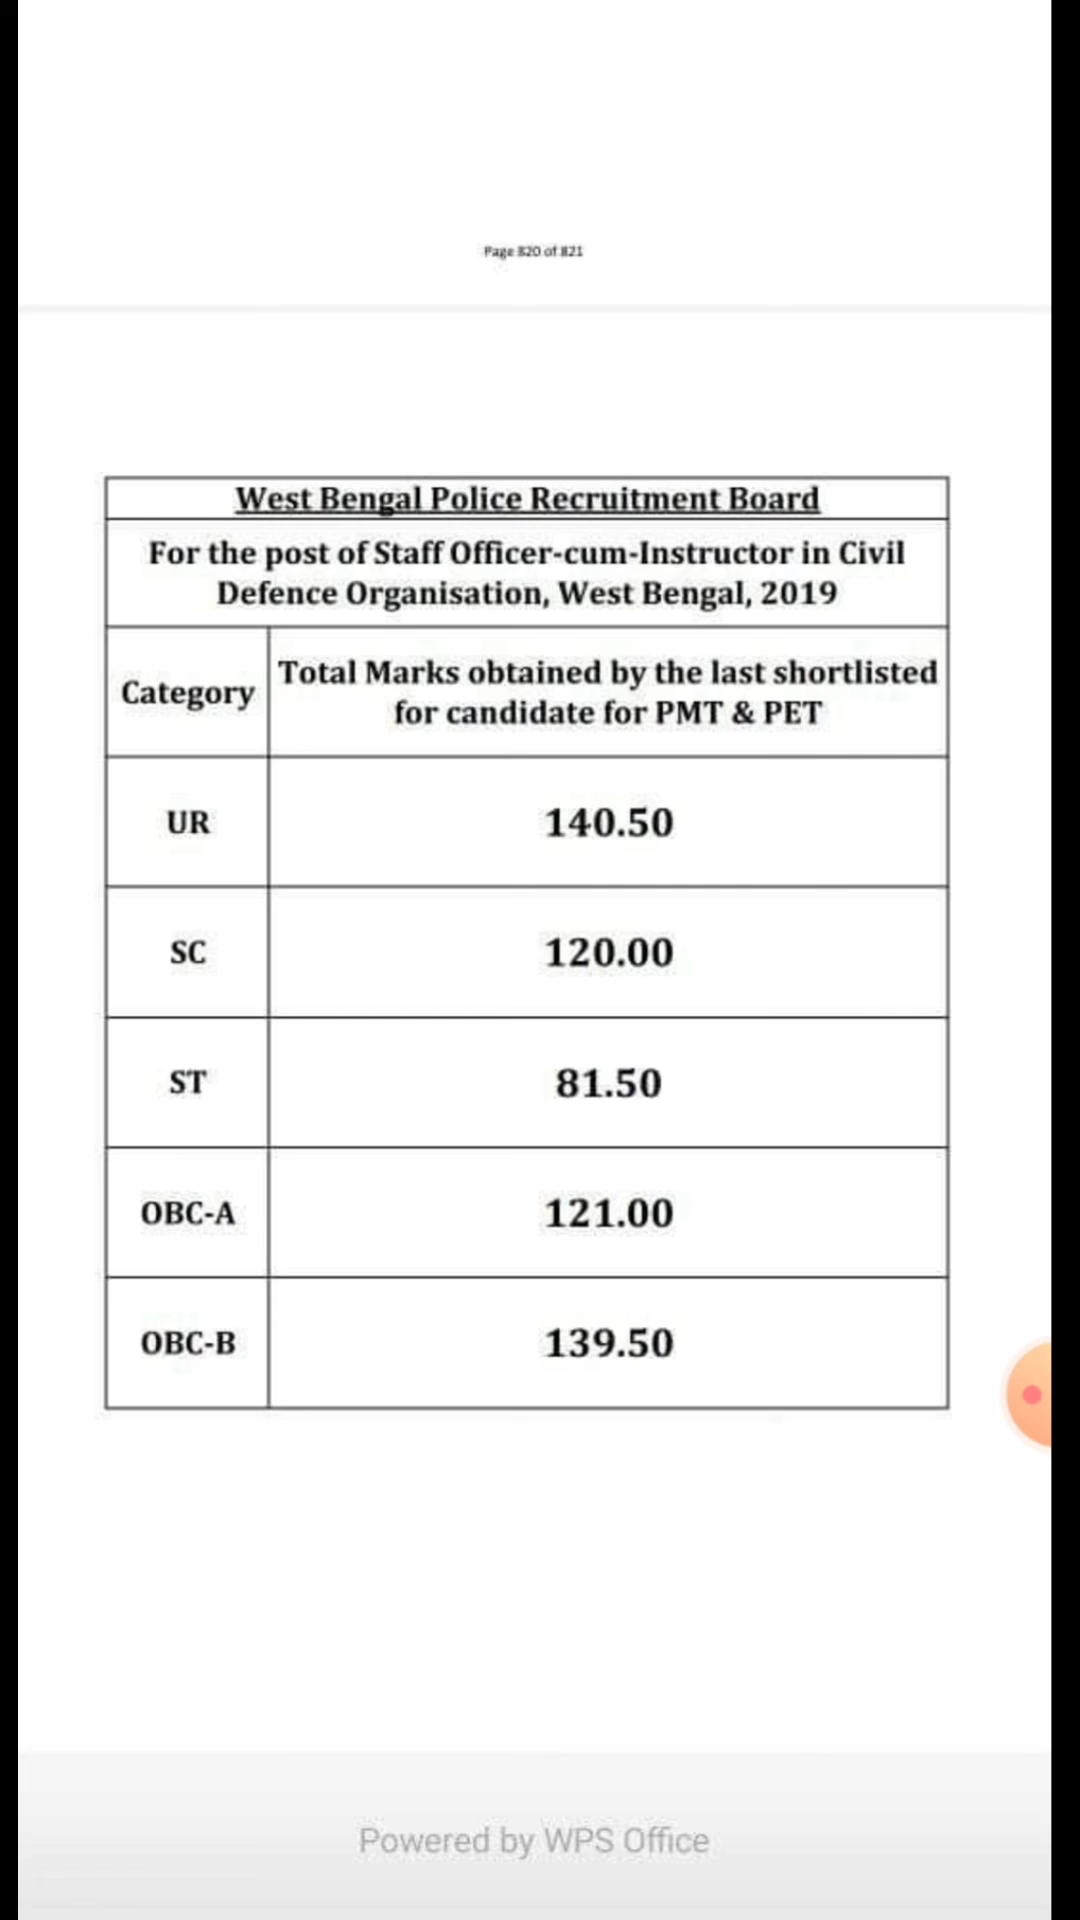 Page 820 of 821
West Bengal Police Recruitment Board
For the post of Staff Officer-cum-Instructor in Civil
Defence Organisation, West Bengal, 2019
Category
Total Marks obtained by the last shortlisted
for candidate for PMT & PET
UR 140.50
SC 120.00
ST 81.50
OBC-A 121.00
OBC-B 139.50
Powered by WPS Office